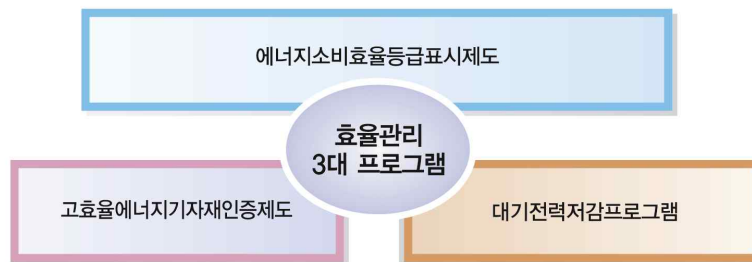 에너지소비효율등급표시제도
효율관리
3대 프로그램
고효율에너지기자재인증제도
대기전력저감프로그램